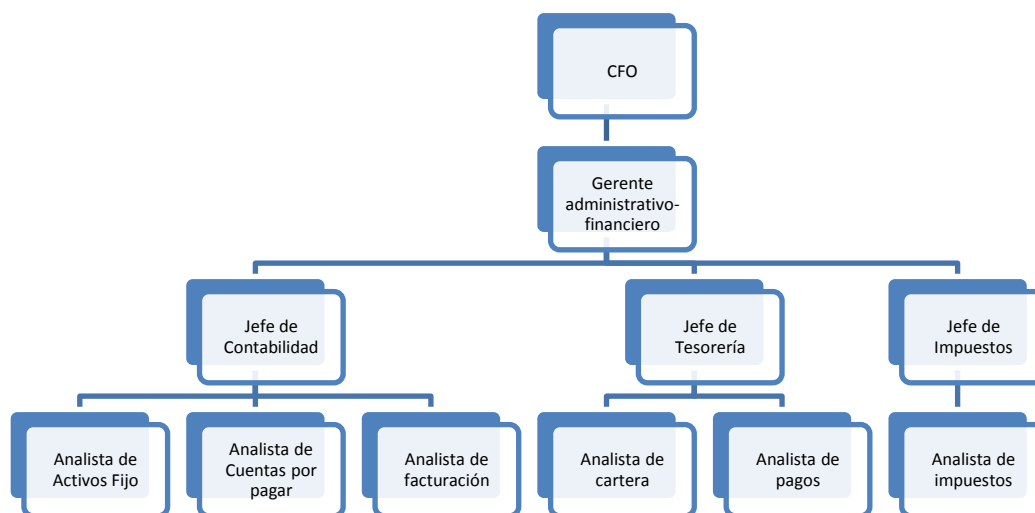 CFO
Gerente
administrativo-
financiero
Jefe de
Contabilidad
Jefe de
Tesorería
Jefe de
Impuestos
Analista de
Activos Fijo
Analista de
Cuentas por
pagar
Analista de
facturación
Analista de
cartera
Analista de
pagos
Analista de
impuestos